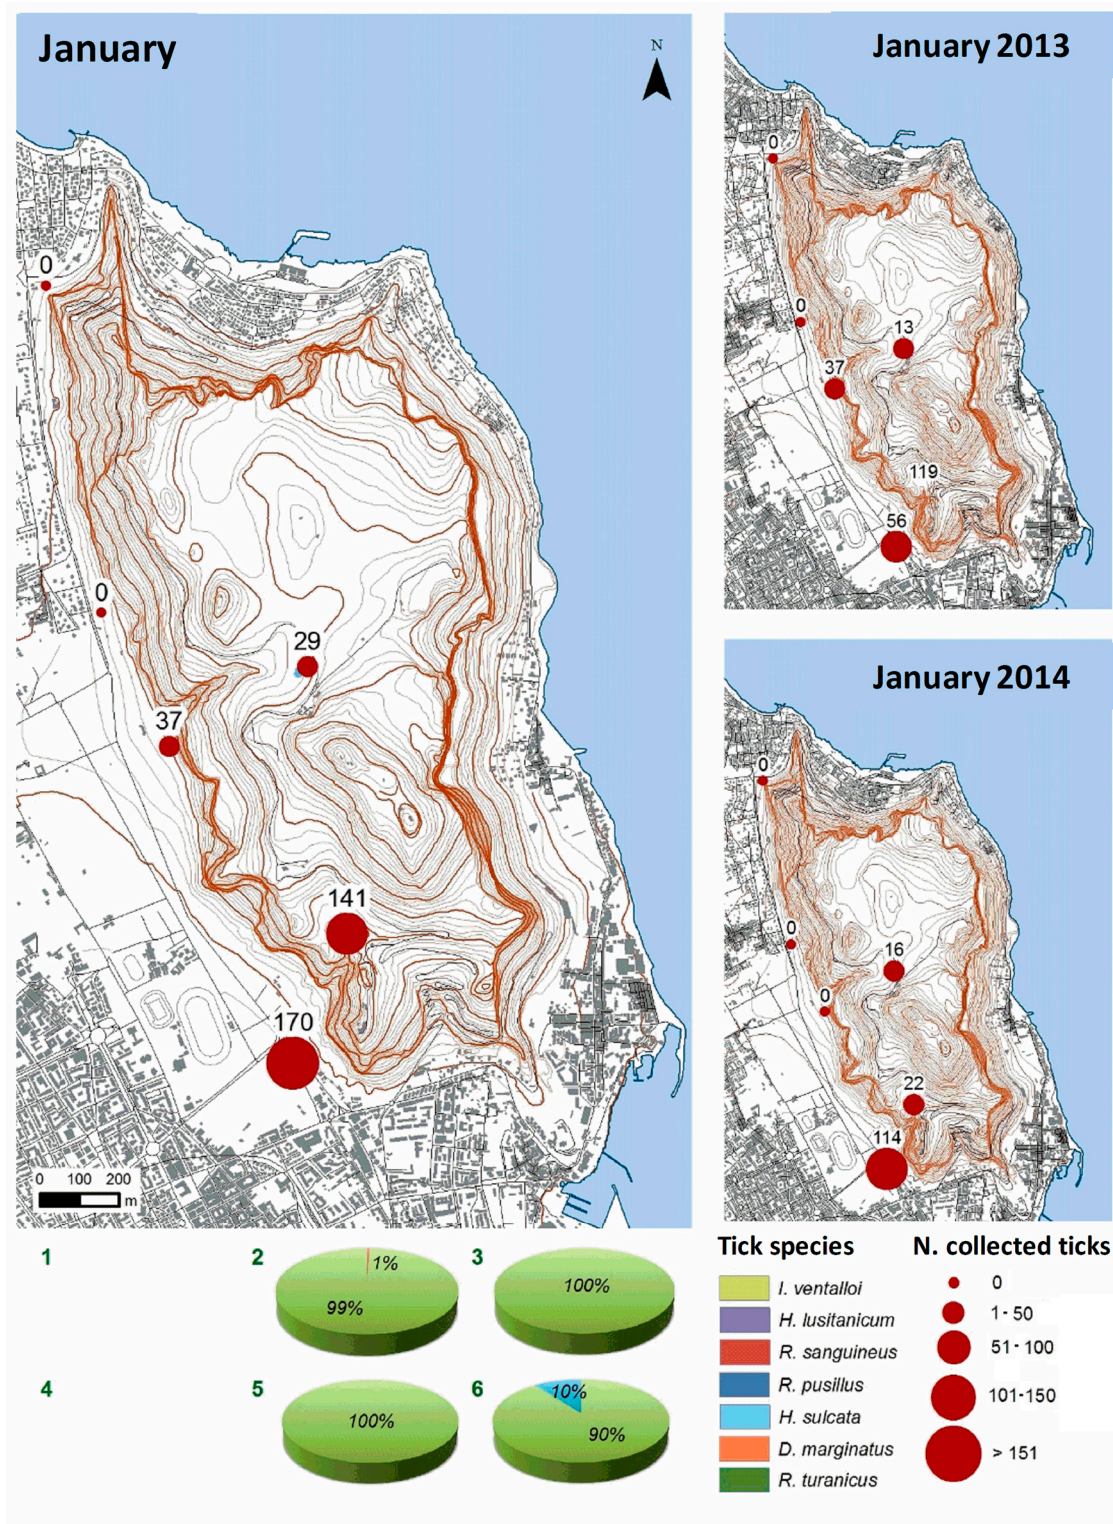 January
N
0
0
29
37
141
170
0 100 200
m
January 2013
0
0
13
37
119
56
January 2014
0
0
16
0
22
114
1
2
1%
99%
3
100%
4
5
100%
6
10%
90%
Tick species
I. ventalloi
H. lusitanicum
R. sanguineus
R. pusillus
H. sulcata
D. marginatus
R. turanicus
N. collected ticks
0
1 - 50
51 - 100
101-150
> 151